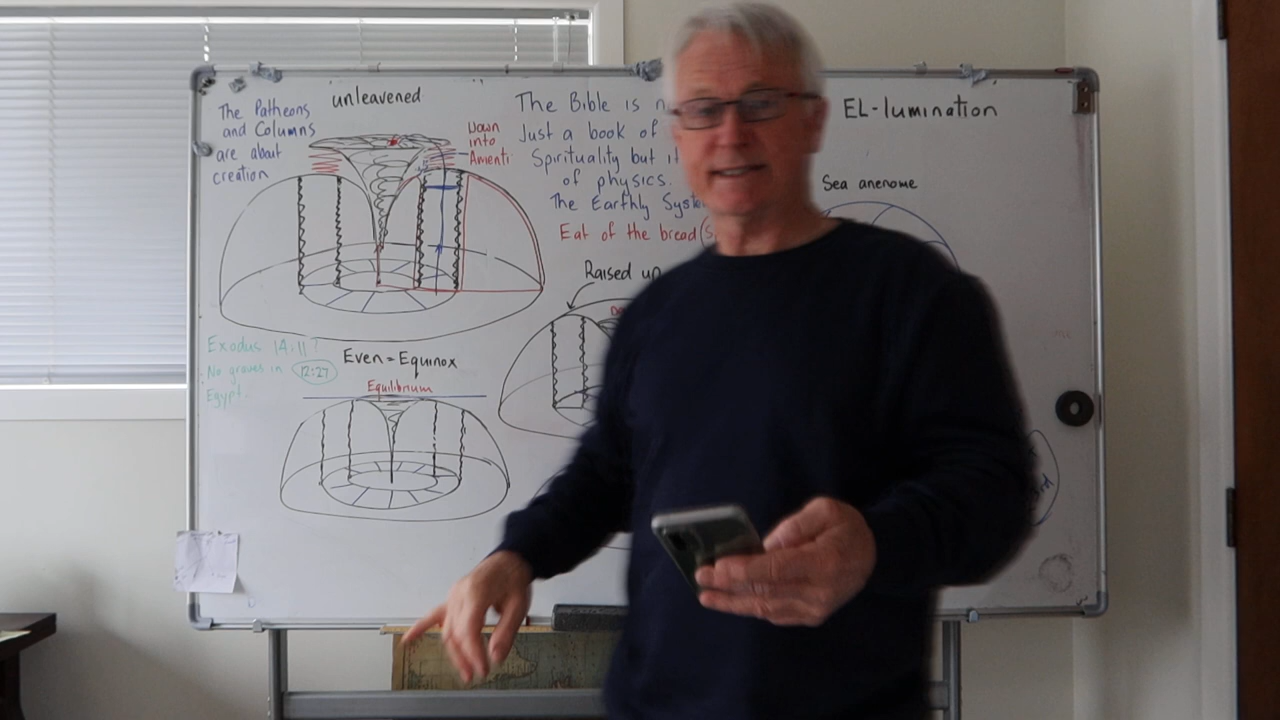 The Patheons
and Columns
are about
creation
unleavened
Down
into
Amenti
The Bible is
Just a book of
Spirituality but it
of physics.
The Earthly
Eat of the bread
Raised up
EL-lumination
Sea anenome
Exodus 14:11?
No graves in 12:27
Egypt.
Even = Equinox
Equilibrium